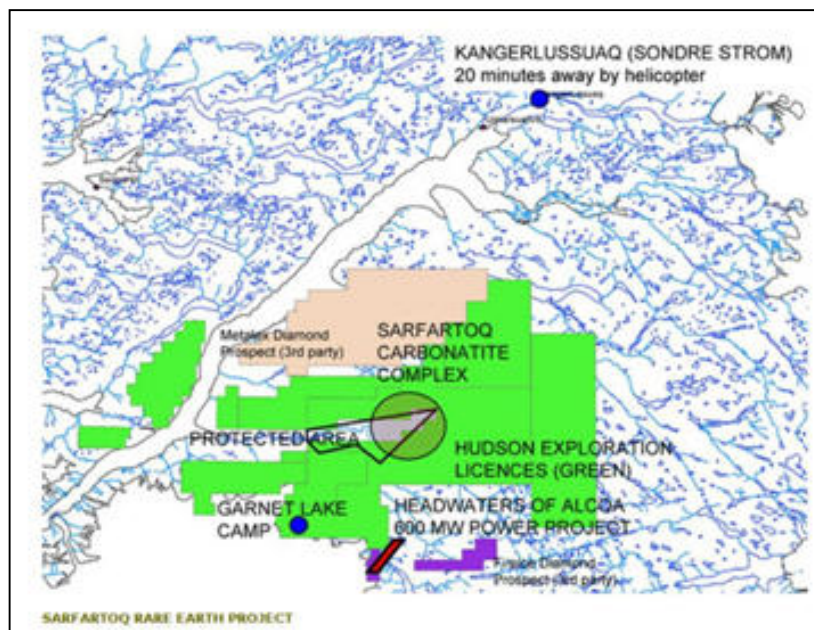 KANGERLUSSUAQ (SONDRE STROM)
20 minutes away by helicopter
Metalex Diamond
Prospect (3rd party)
SARFARTOQ
CARBONATITE
COMPLEX
PROTECTED AREA
HUDSON EXPLORATION
LICENCES (GREEN)
GARNET LAKE
CAMP
HEADWATERS OF ALCOA
600 MW POWER PROJECT
Diamond
Prospect (3rd party)
SARFARTOQ RARE EARTH PROJECT